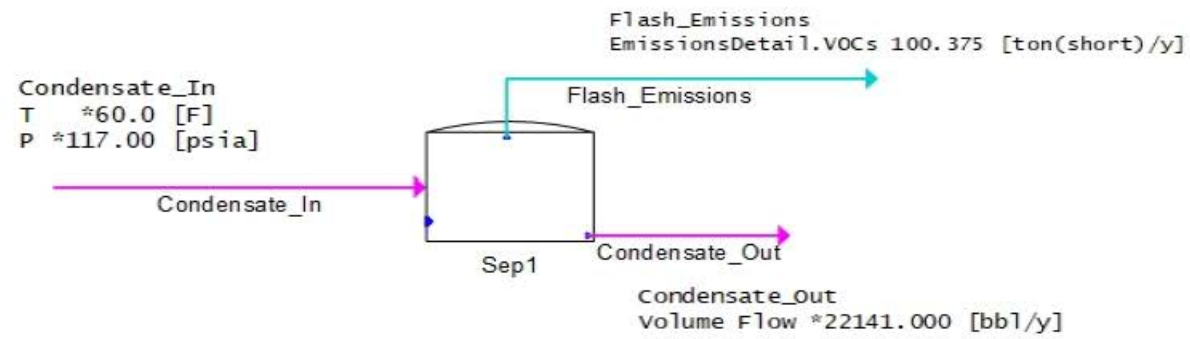 Flash_Emissions
EmissionsDetail.VOCs 100.375 [ton(short)/y]
Condensate_In
T *60.0 [F]
P *117.00 [psia]
Flash_Emissions
Condensate_In
Sep1
Condensate_Out
Condensate_Out
Volume Flow *22141.000 [bbl/y]